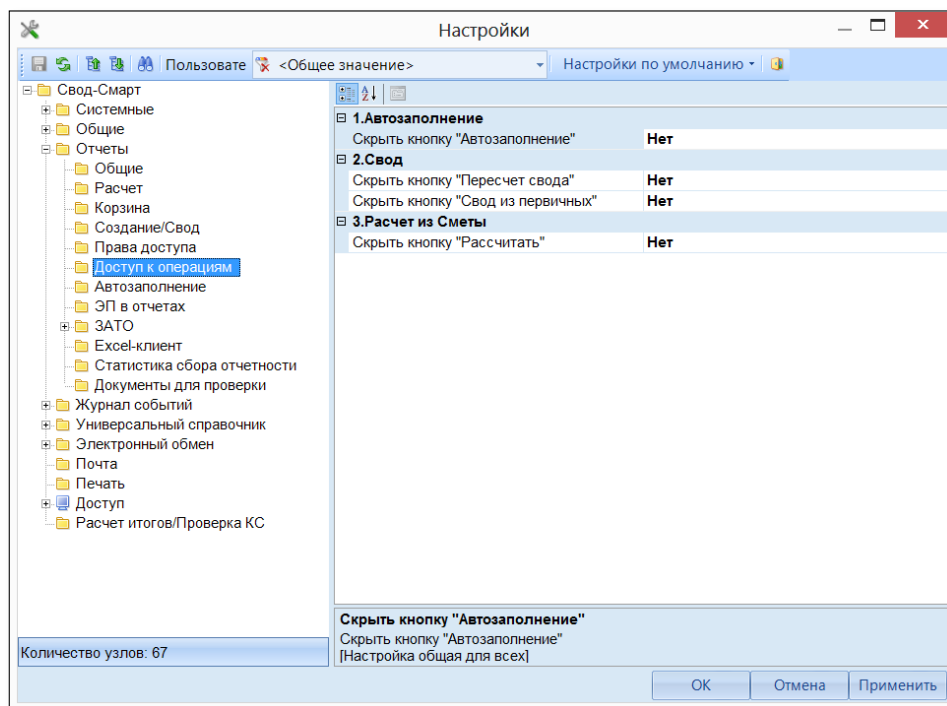 Настройки
Пользовате <Общее значение> Настройки по умолчанию
Свод-Смарт
Системные
Общие
Отчеты
Общие
Расчет
Корзина
Создание/Свод
Права доступа
Доступ к операциям
Автозаполнение
ЭП в отчетах
ЗАТО
Excel-клиент
Статистика сбора отчетности
Документы для проверки
Журнал событий
Универсальный справочник
Электронный обмен
Почта
Печать
Доступ
Расчет итогов/Проверка КС
Количество узлов: 67
1.Автозаполнение
Скрыть кнопку "Автозаполнение" Нет
2.Свод
Скрыть кнопку "Пересчет свода" Нет
Скрыть кнопку "Свод из первичных" Нет
3.Расчет из Сметы
Скрыть кнопку "Рассчитать" Нет
Скрыть кнопку "Автозаполнение"
Скрыть кнопку "Автозаполнение"
[Настройка общая для всех]
ОК Отмена Применить